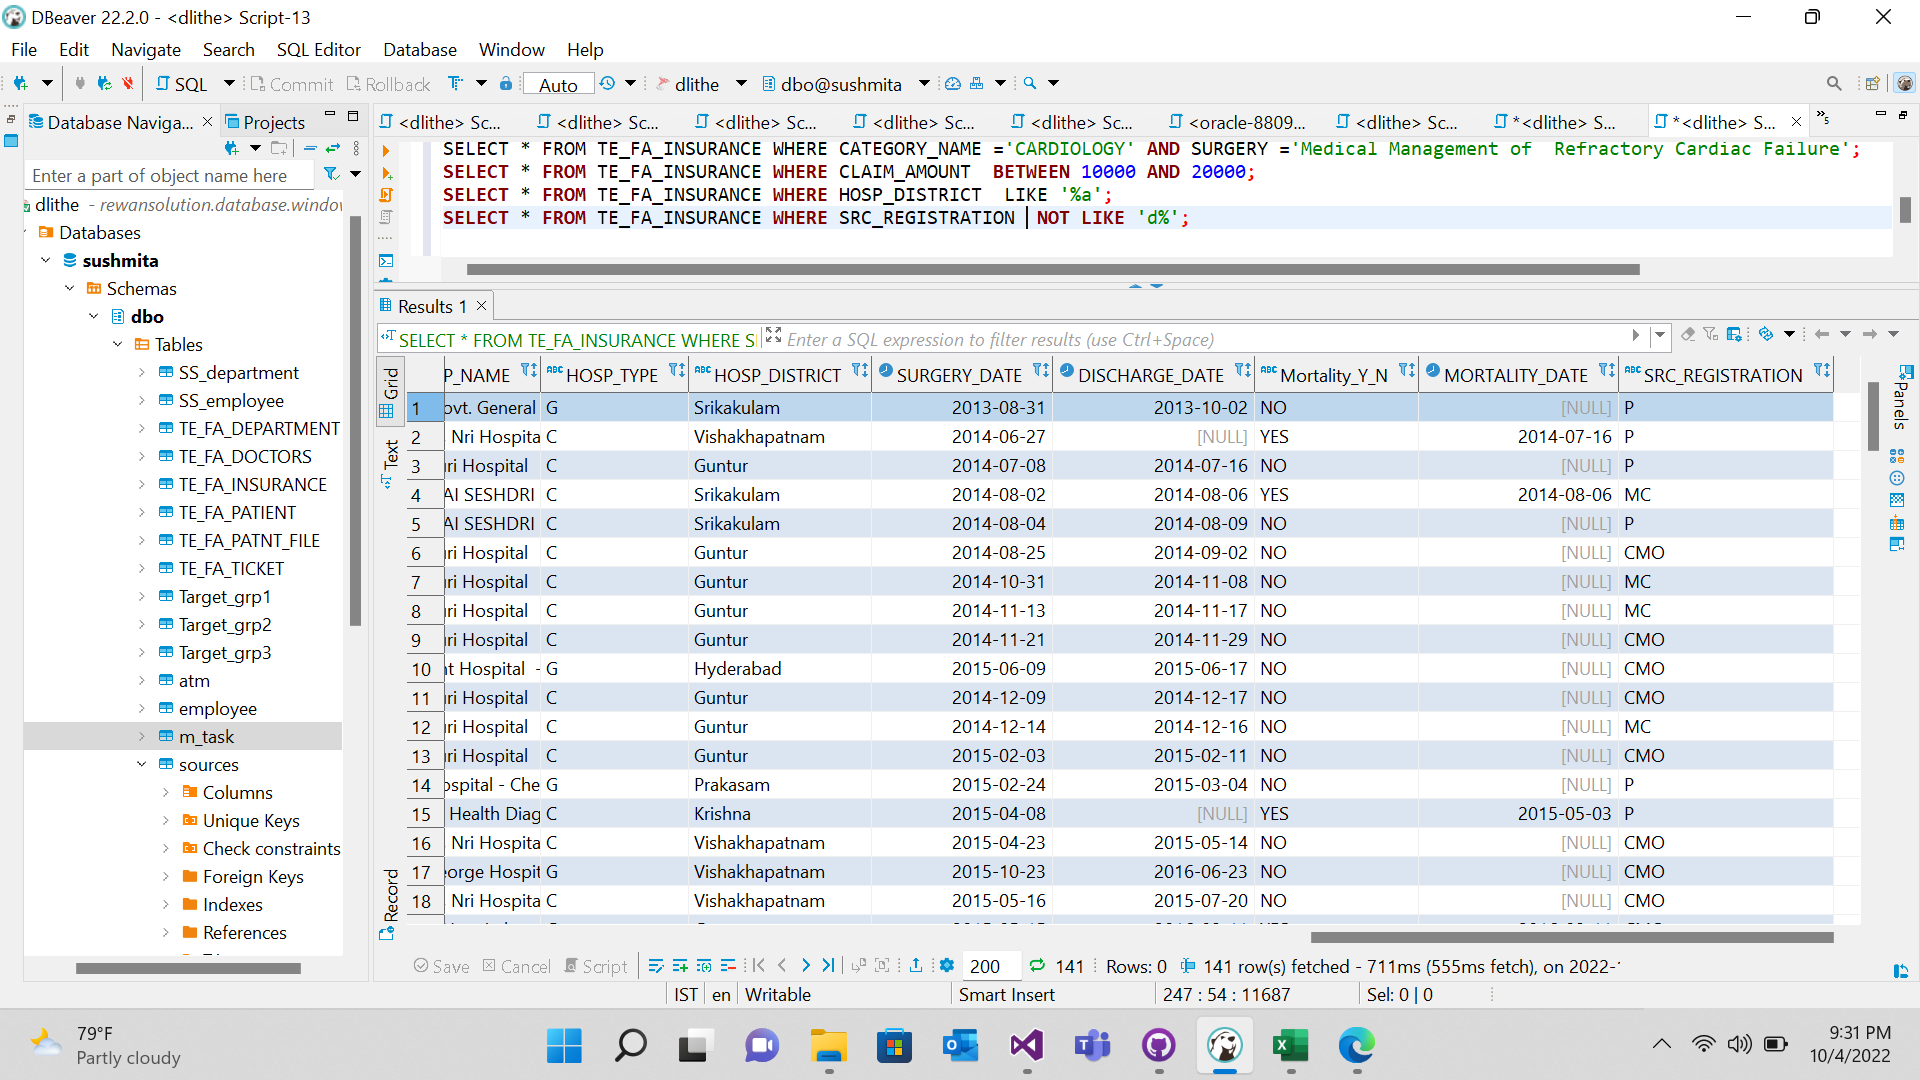 DBeaver 22.2.0 - <dlithe> Script-13
File Edit Navigate Search SQL Editor Database Window Help
SQL Commit Rollback Auto dlithe dbo@sushmita
Database Naviga... Projects
<dlithe> Sc... <dlithe> Sc... <dlithe> Sc... <dlithe> Sc... <dlithe> Sc... <oracle-8809... <dlithe> Sc... *<dlithe> S... *<dlithe> S... 5
Enter a part of object name here
dlithe - rewansolution.database.window
Databases
sushmita
Schemas
dbo
Tables
SS_department
SS_employee
TE_FA_DEPARTMENT
TE_FA_DOCTORS
TE_FA_INSURANCE
TE_FA_PATIENT
TE_FA_PATNT_FILE
TE_FA_TICKET
Target_grp1
Target_grp2
Target_grp3
atm
employee
m_task
sources
Columns
Unique Keys
Check constraints
Foreign Keys
Indexes
References
SELECT * FROM TE_FA_INSURANCE WHERE CATEGORY_NAME ='CARDIOLOGY' AND SURGERY ='Medical Management of  Refractory Cardiac Failure';
SELECT * FROM TE_FA_INSURANCE WHERE CLAIM_AMOUNT  BETWEEN 10000 AND 20000;
SELECT * FROM TE_FA_INSURANCE WHERE HOSP_DISTRICT  LIKE '%a';
SELECT * FROM TE_FA_INSURANCE WHERE SRC_REGISTRATION  NOT LIKE 'd%';
Results 1
SELECT * FROM TE_FA_INSURANCE WHERE S Enter a SQL expression to filter results (use Ctrl+Space)
Grid
Text
Record
Panels
P_NAME HOSP_TYPE HOSP_DISTRICT SURGERY_DATE DISCHARGE_DATE Mortality_Y_N MORTALITY_DATE SRC_REGISTRATION
1 ovt. General G Srikakulam 2013-08-31 2013-10-02 NO [NULL] P
2 Nri Hospita C Vishakhapatnam 2014-06-27 [NULL] YES 2014-07-16 P
3 ıri Hospital C Guntur 2014-07-08 2014-07-16 NO [NULL] P
4 AI SESHDRI C Srikakulam 2014-08-02 2014-08-06 YES 2014-08-06 MC
5 AI SESHDRI C Srikakulam 2014-08-04 2014-08-09 NO [NULL] P
6 ıri Hospital C Guntur 2014-08-25 2014-09-02 NO [NULL] CMO
7 ıri Hospital C Guntur 2014-10-31 2014-11-08 NO [NULL] MC
8 ıri Hospital C Guntur 2014-11-13 2014-11-17 NO [NULL] MC
9 ıri Hospital C Guntur 2014-11-21 2014-11-29 NO [NULL] CMO
10 nt Hospital - G Hyderabad 2015-06-09 2015-06-17 NO [NULL] CMO
11 ıri Hospital C Guntur 2014-12-09 2014-12-17 NO [NULL] CMO
12 ıri Hospital C Guntur 2014-12-14 2014-12-16 NO [NULL] MC
13 ıri Hospital C Guntur 2015-02-03 2015-02-11 NO [NULL] CMO
14 ospital - Che G Prakasam 2015-02-24 2015-03-04 NO [NULL] P
15 Health Diag C Krishna 2015-04-08 [NULL] YES 2015-05-03 P
16 Nri Hospita C Vishakhapatnam 2015-04-23 2015-05-14 NO [NULL] CMO
17 eorge Hospit G Vishakhapatnam 2015-10-23 2016-06-23 NO [NULL] CMO
18 Nri Hospita C Vishakhapatnam 2015-05-16 2015-07-20 NO [NULL] CMO
Save Cancel Script 200 141 Rows: 0 141 row(s) fetched - 711ms (555ms fetch), on 2022-
IST en Writable Smart Insert 247 : 54 : 11687 Sel: 0 | 0
79°F
Partly cloudy
9:31 PM
10/4/2022